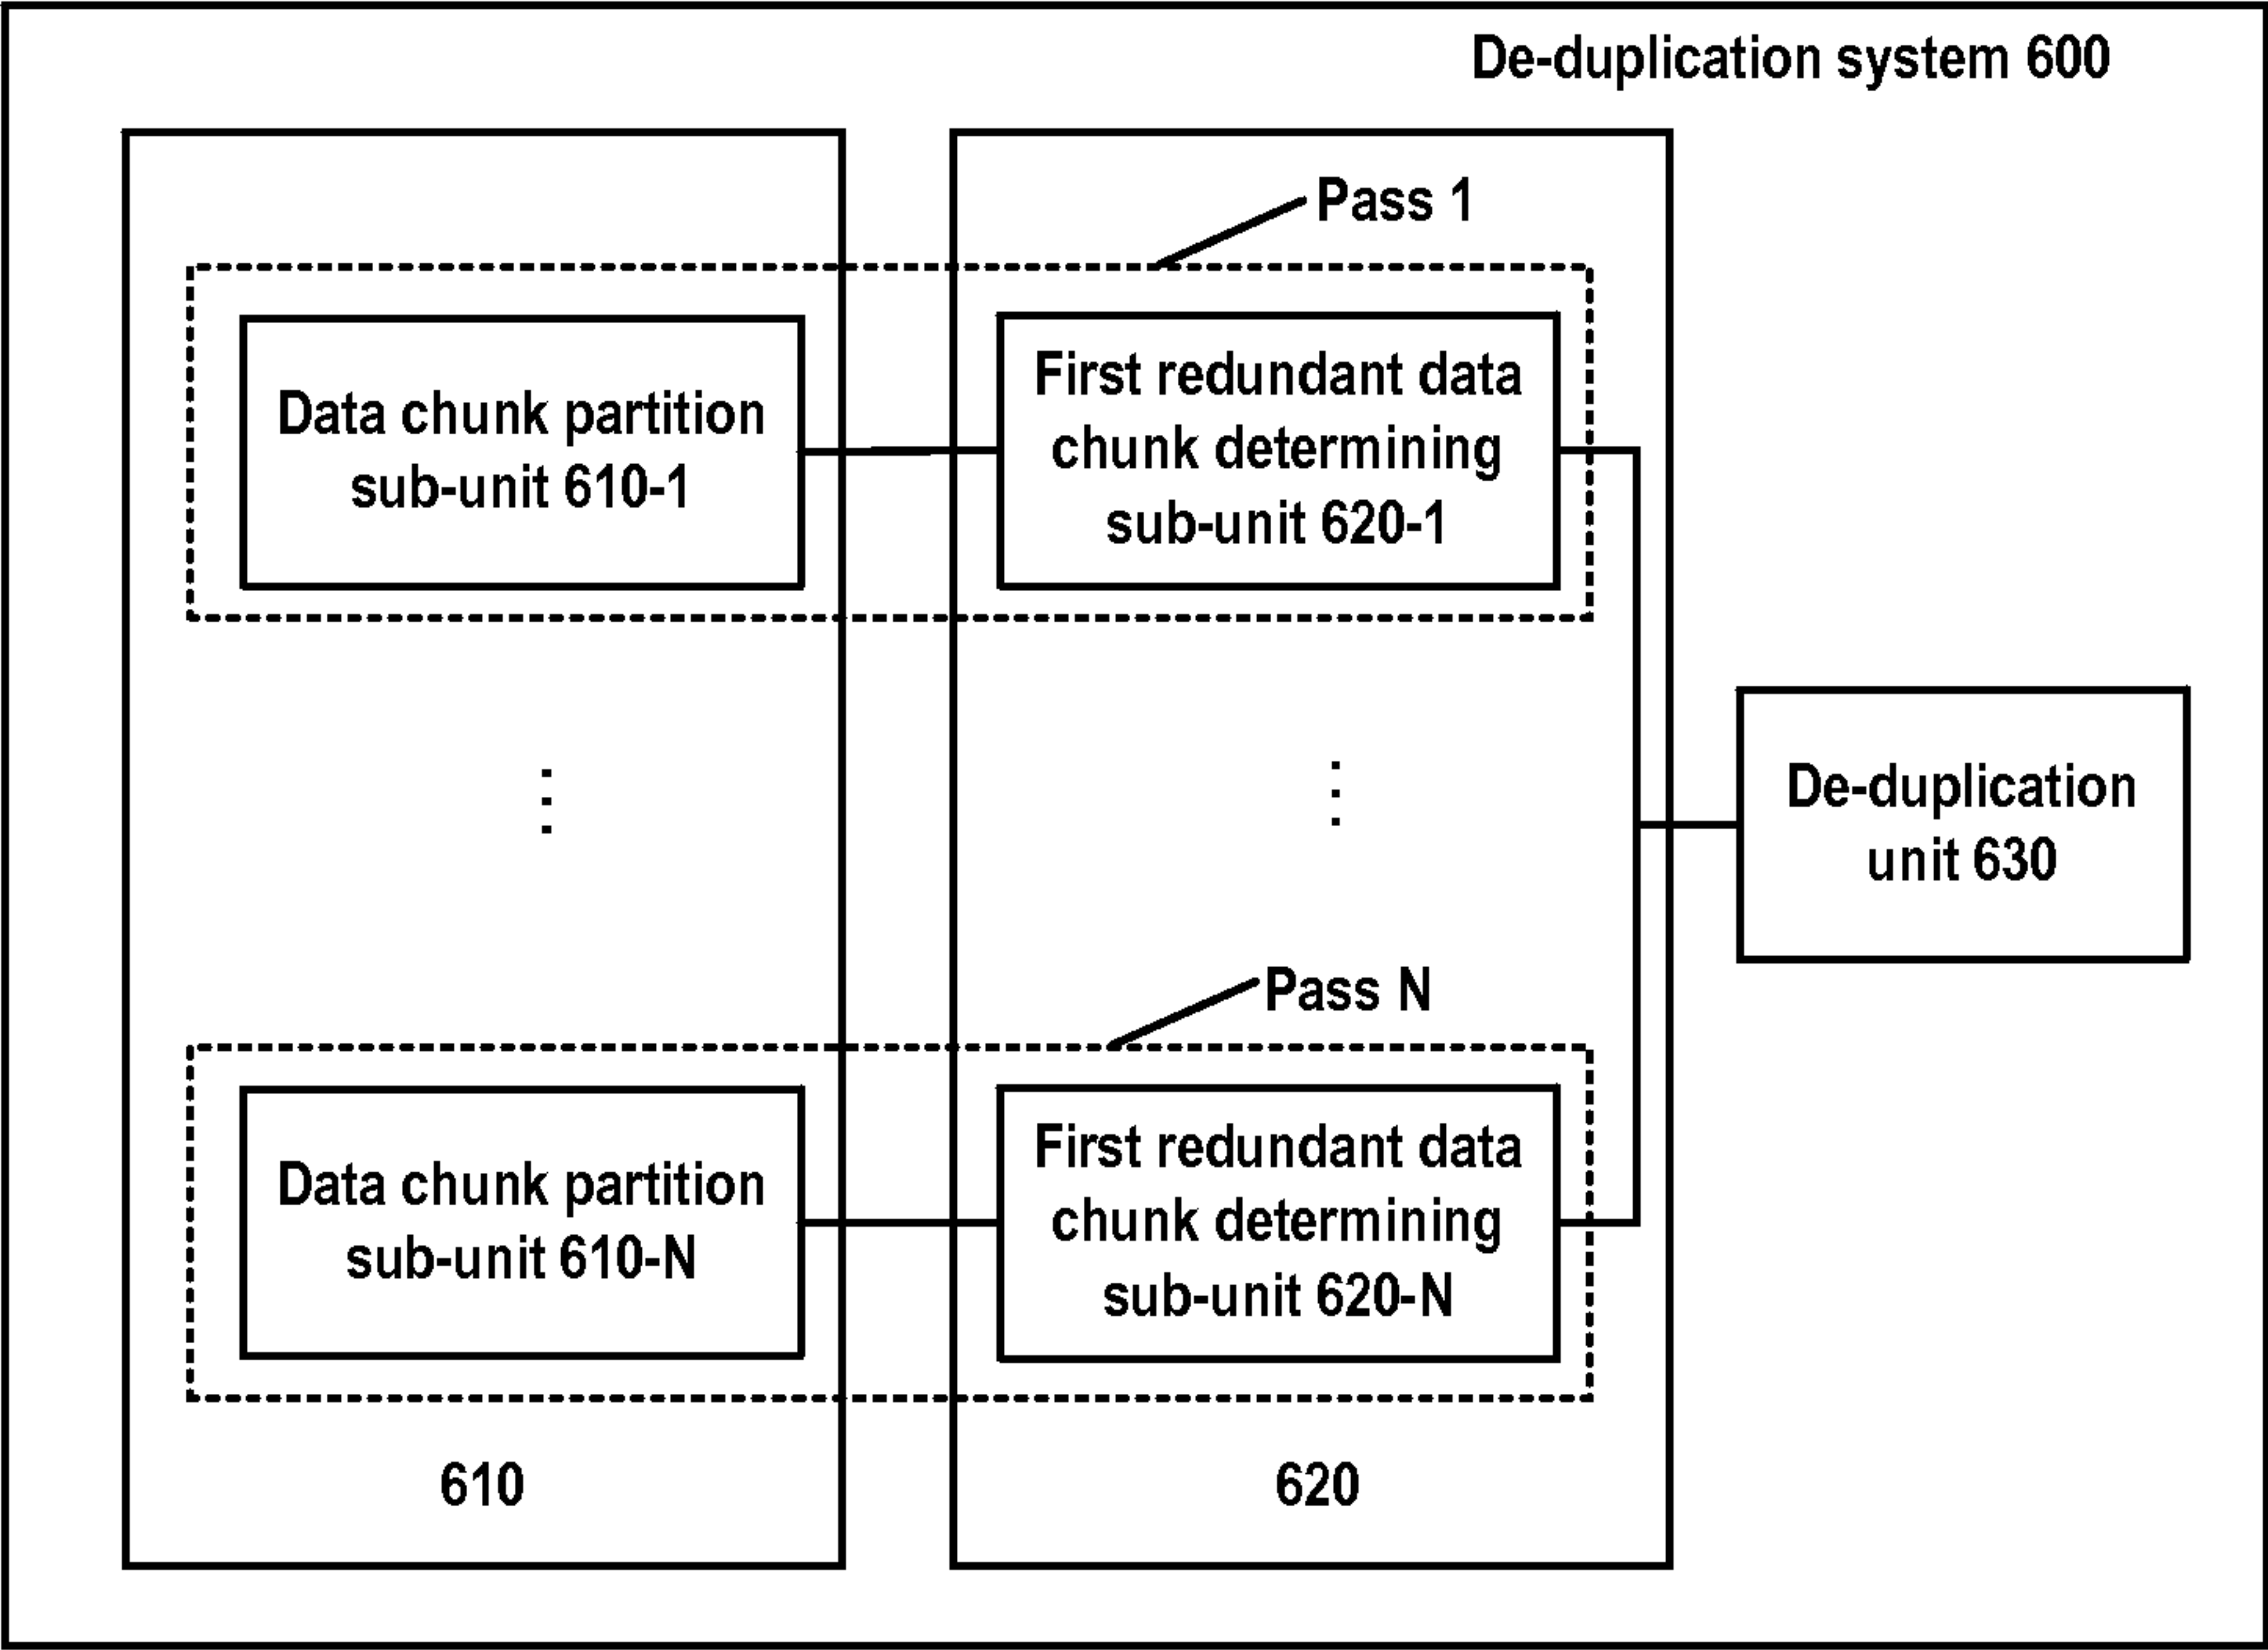 De-duplication system 600
Pass 1
Data chunk partition
sub-unit 610-1
First redundant data
chunk determining
sub-unit 620-1
De-duplication
unit 630
Pass N
Data chunk partition
sub-unit 610-N
First redundant data
chunk determining
sub-unit 620-N
610
620